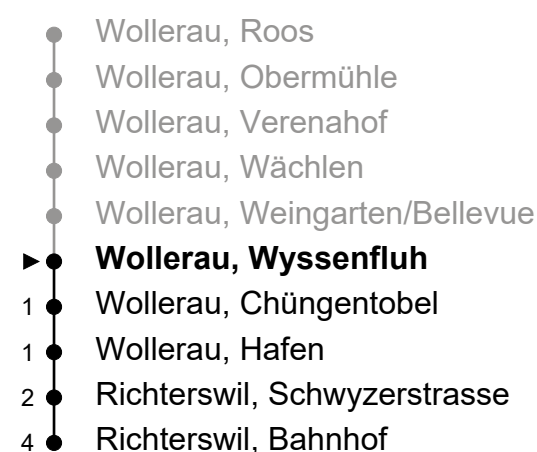 Wollerau, Roos
Wollerau, Obermühle
Wollerau, Verenahof
Wollerau, Wächlen
Wollerau, Weingarten/Bellevue
Wollerau, Wyssenfluh
1 Wollerau, Chüngentobel
1 Wollerau, Hafen
2 Richterswil, Schwyzerstrasse
4 Richterswil, Bahnhof